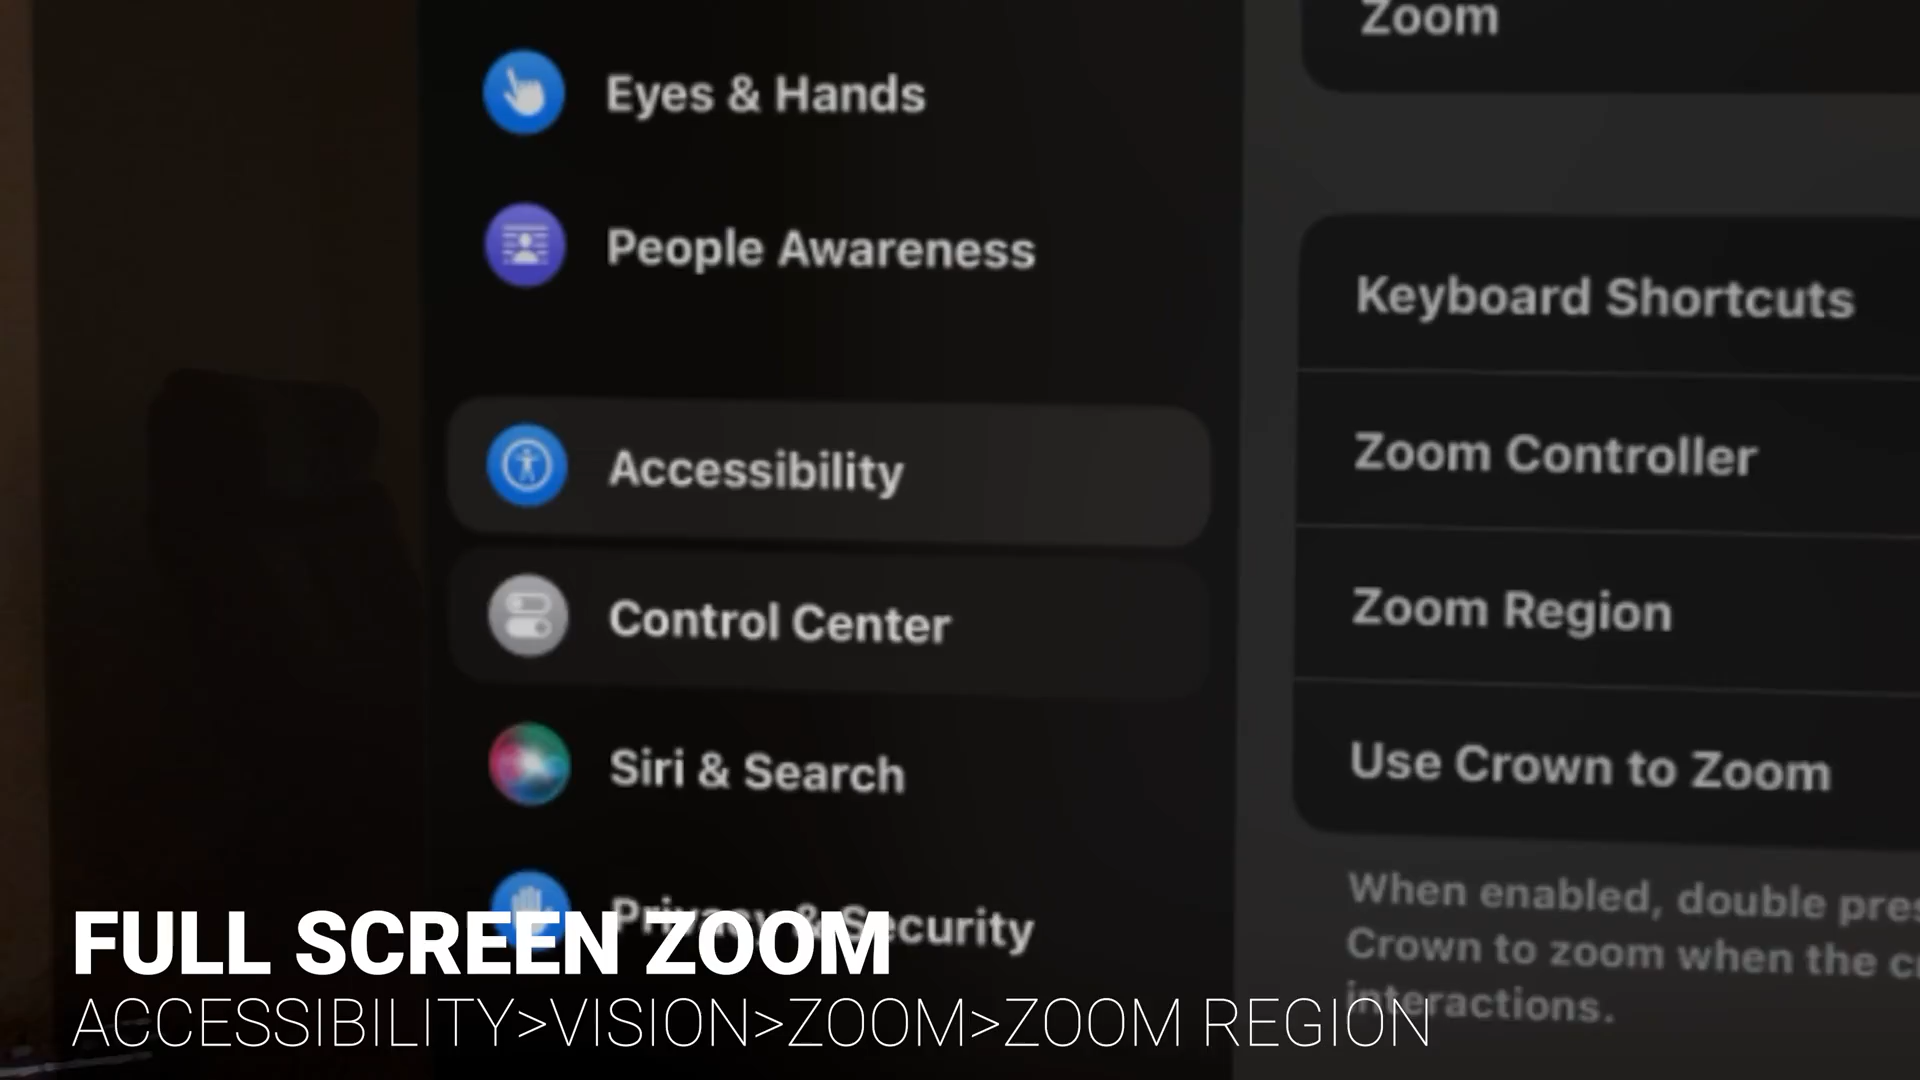 Eyes & Hands
People Awareness
Accessibility
Control Center
Siri & Search
Privacy & Security
Zoom
Keyboard Shortcuts
Zoom Controller
Zoom Region
Use Crown to Zoom
When enabled, double pres
Crown to zoom when the c
interactions.
FULL SCREEN ZOOM
ACCESSIBILITY>VISION>ZOOM>ZOOM REGION